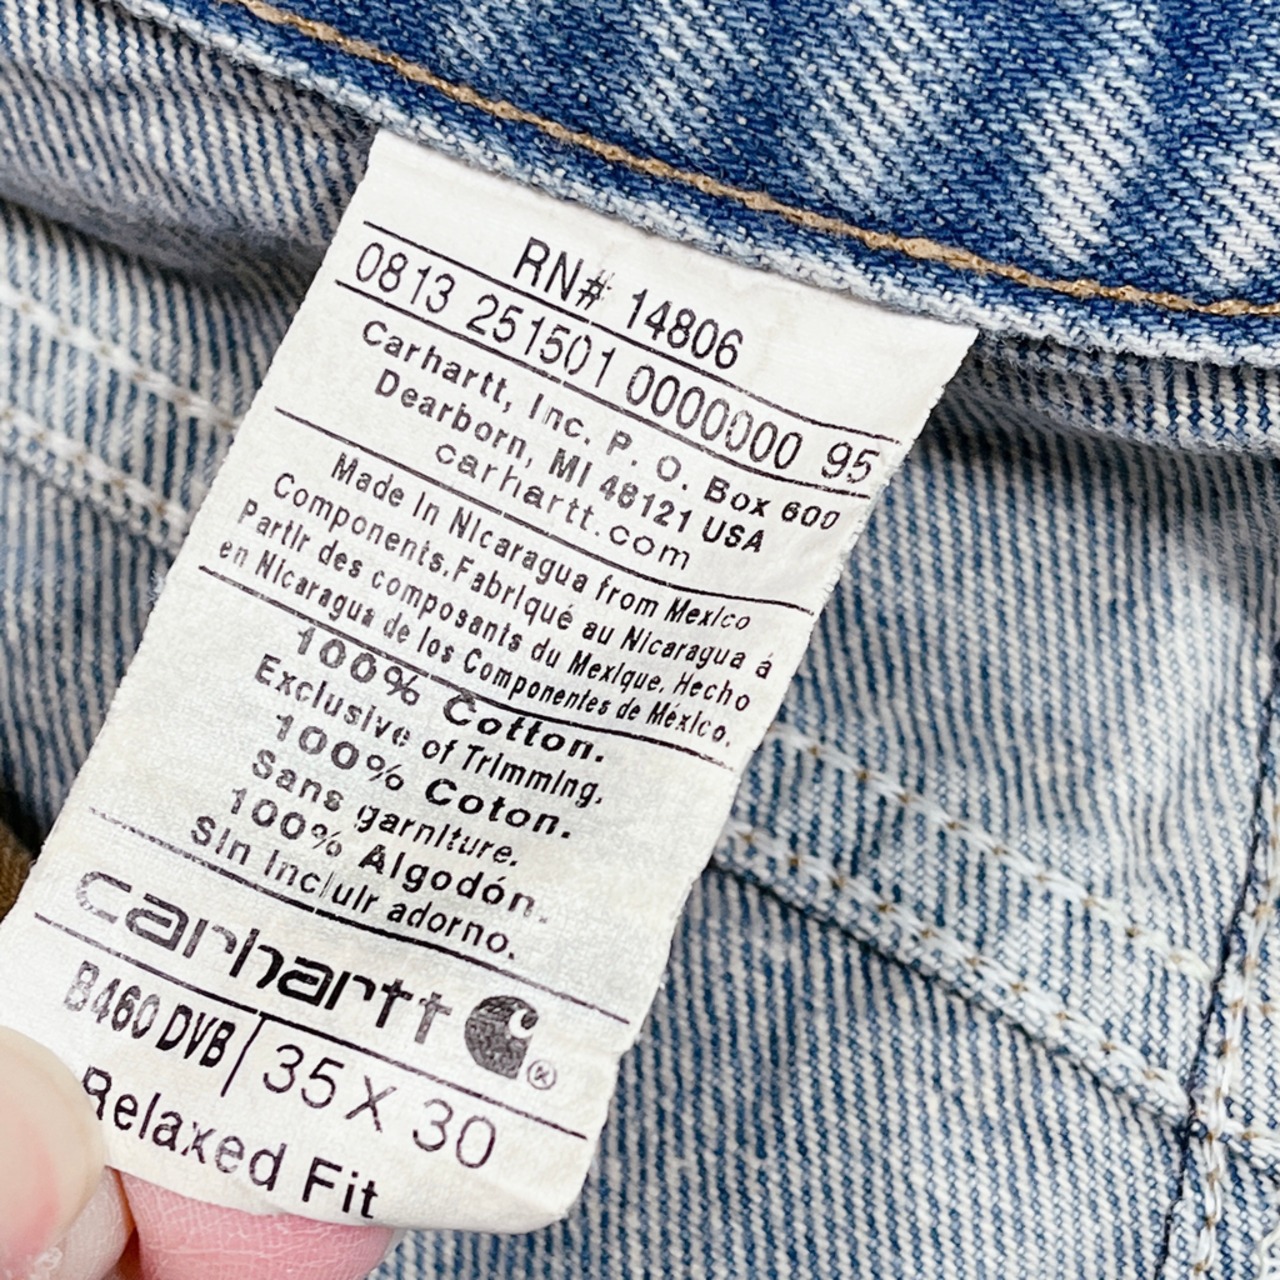 RN# 14806
0813 251501 0000000 95
Carhartt, Inc. P. O. Box 600
Dearborn, MI 48121 USA
carhartt.com
Made in Nicaragua from Mexico
Components. Fabriqué au Nicaragua á
Partir des composants du Mexique. Hecho
en Nicaragua de los Componentes de México.
100% Cotton.
Exclusive of Trimming.
100% Coton.
Sans garniture.
100% Algodón.
Sin Incluir adorno.
carhartt ®
B460 DVB | 35 X 30
Relaxed Fit